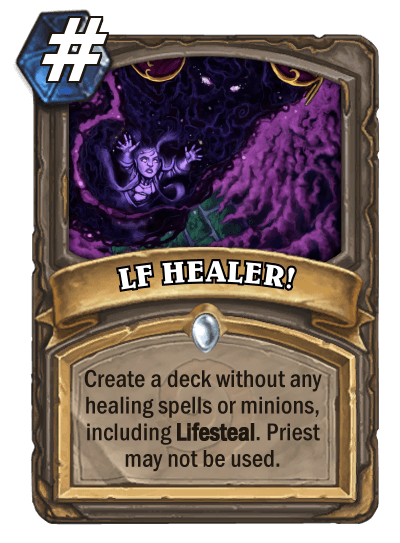 #
LF HEALER!
Create a deck without any
healing spells or minions,
including Lifesteal. Priest
may not be used.